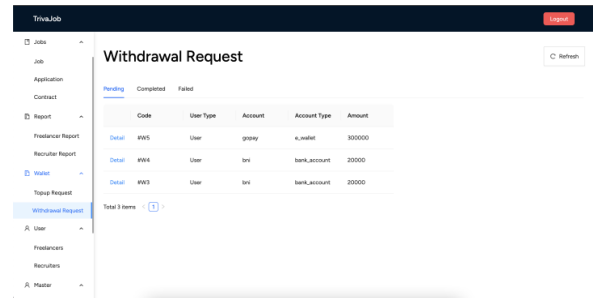 TrivaJob
Logout
Jobs
Job
Application
Contract
Report
Freelancer Report
Recruiter Report
Wallet
Topup Request
Withdrawal Request
User
Freelancers
Recruiters
Master
Withdrawal Request
Refresh
Pending Completed Failed
Code User Type Account Account Type Amount
Detail #W5 User gopay e_wallet 300000
Detail #W4 User bni bank_account 20000
Detail #W3 User bni bank_account 20000
Total 3 items < 1 >